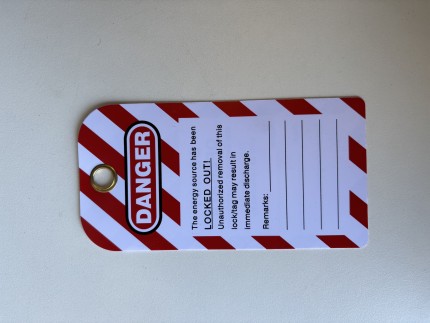 DANGER
The energy source has been
LOCKED OUT!
Unauthorized removal of this
lock/tag may result in
immediate discharge.
Remarks: